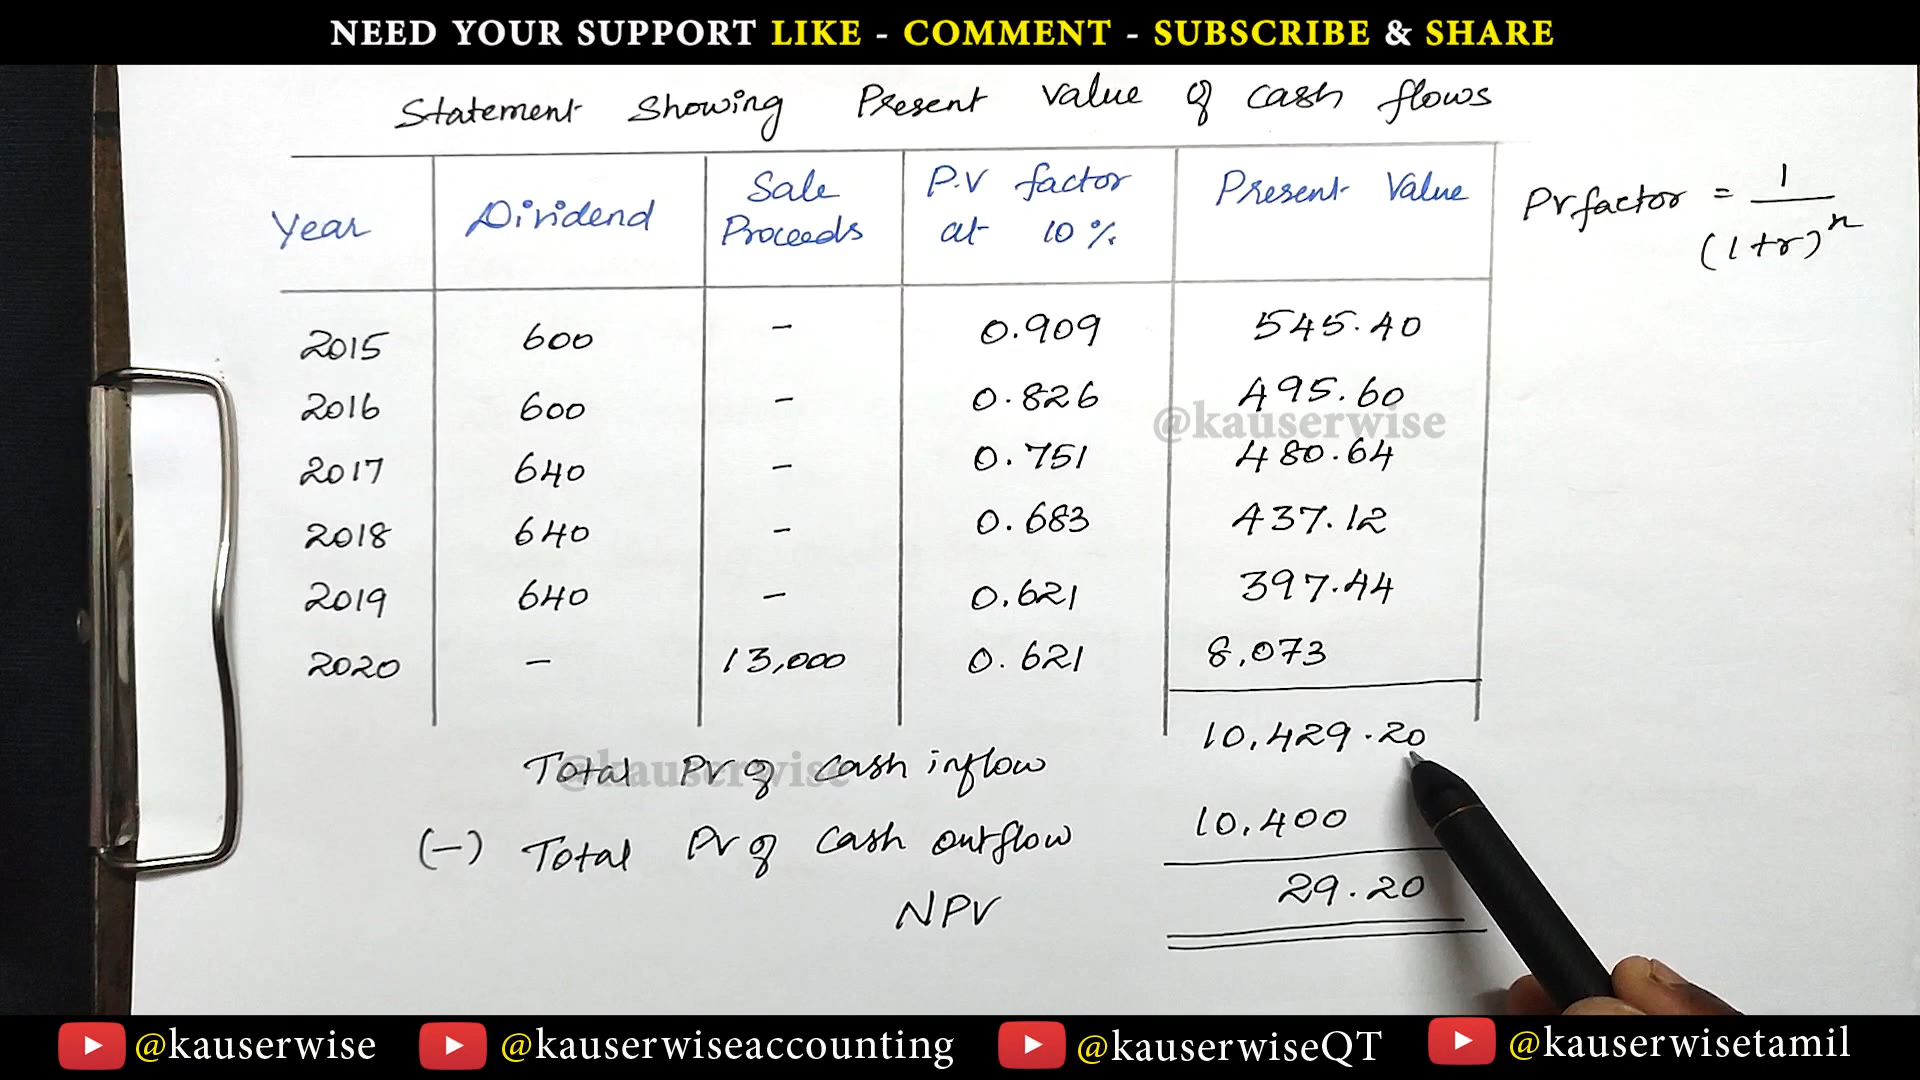 NEED YOUR SUPPORT LIKE - COMMENT - SUBSCRIBE & SHARE
Statement Showing Present Value of Cash flows
Year Dividend Sale Proceeds P.V factor at 10% Present Value
PV factor = 1 / (1+r)^n
2015 600 - 0.909 545.40
2016 600 - 0.826 495.60
@kauserwise
2017 640 - 0.751 480.64
2018 640 - 0.683 437.12
2019 640 - 0.621 397.44
2020 - 13,000 0.621 8,073
Total PV of cash inflow 10,429.20
@kauserwise
(-) Total PV of cash outflow 10,400
NPV 29.20
@kauserwise @kauserwiseaccounting @kauserwiseQT @kauserwisetamil